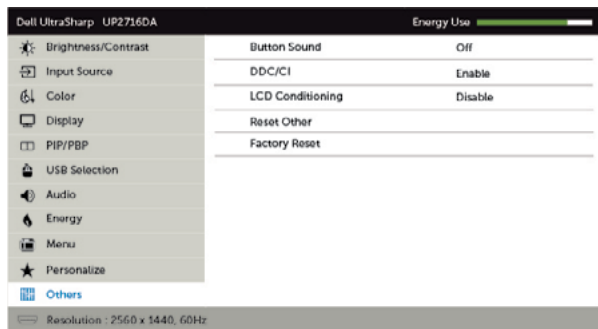 Dell UltraSharp UP2716DA Energy Use
Brightness/Contrast Button Sound Off
Input Source DDC/CI Enable
Color LCD Conditioning Disable
Display Reset Other
PIP/PBP Factory Reset
USB Selection
Audio
Energy
Menu
Personalize
Others
Resolution : 2560 x 1440, 60Hz